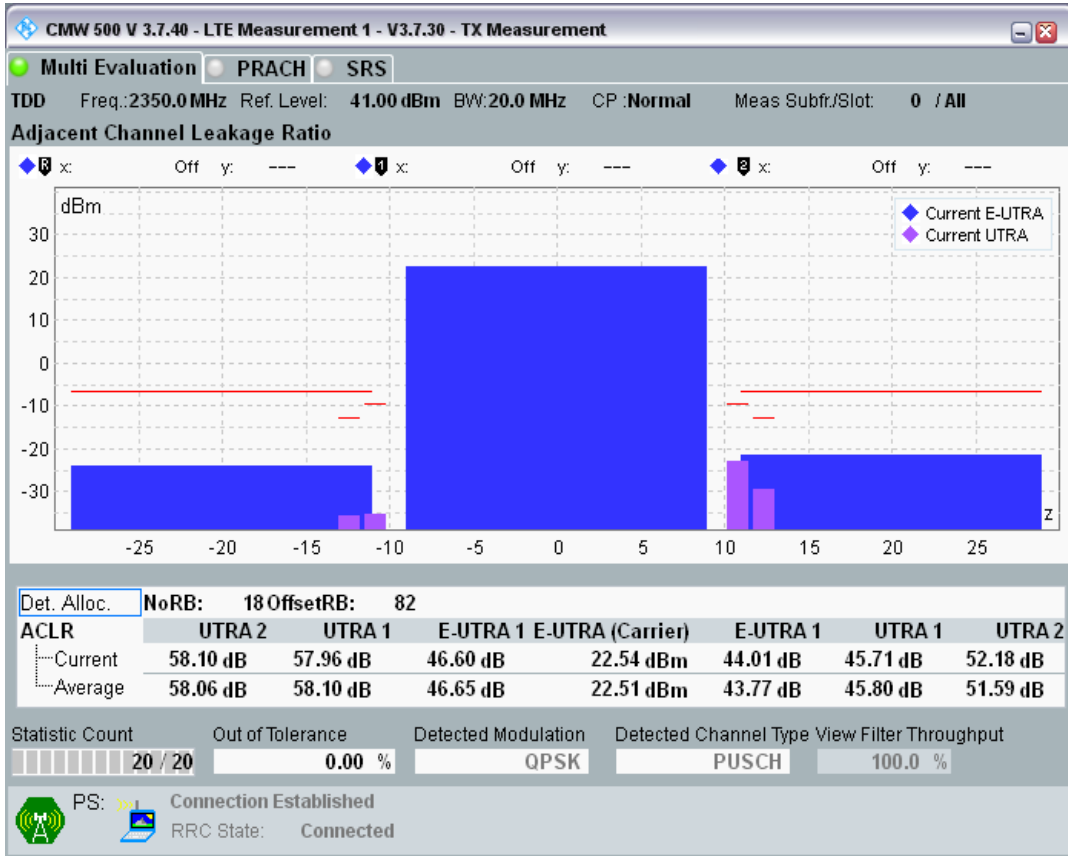 CMW 500 V 3.7.40 - LTE Measurement 1 - V3.7.30 - TX Measurement
Multi Evaluation PRACH SRS
TDD Freq.:2350.0 MHz Ref. Level: 41.00 dBm BW:20.0 MHz CP :Normal Meas Subfr./Slot: 0 / All
Adjacent Channel Leakage Ratio
R x: Off y: --- 1 x: Off y: --- 2 x: Off y: ---
dBm
Current E-UTRA
Current UTRA
30
20
10
0
-10
-20
-30
z
-25 -20 -15 -10 -5 0 5 10 15 20 25
Det. Alloc. NoRB: 18 OffsetRB: 82
ACLR UTRA 2 UTRA 1 E-UTRA 1 E-UTRA (Carrier) E-UTRA 1 UTRA 1 UTRA 2
Current 58.10 dB 57.96 dB 46.60 dB 22.54 dBm 44.01 dB 45.71 dB 52.18 dB
Average 58.06 dB 58.10 dB 46.65 dB 22.51 dBm 43.77 dB 45.80 dB 51.59 dB
Statistic Count Out of Tolerance Detected Modulation Detected Channel Type View Filter Throughput
20 / 20 0.00 % QPSK PUSCH 100.0 %
PS: Connection Established
RRC State: Connected